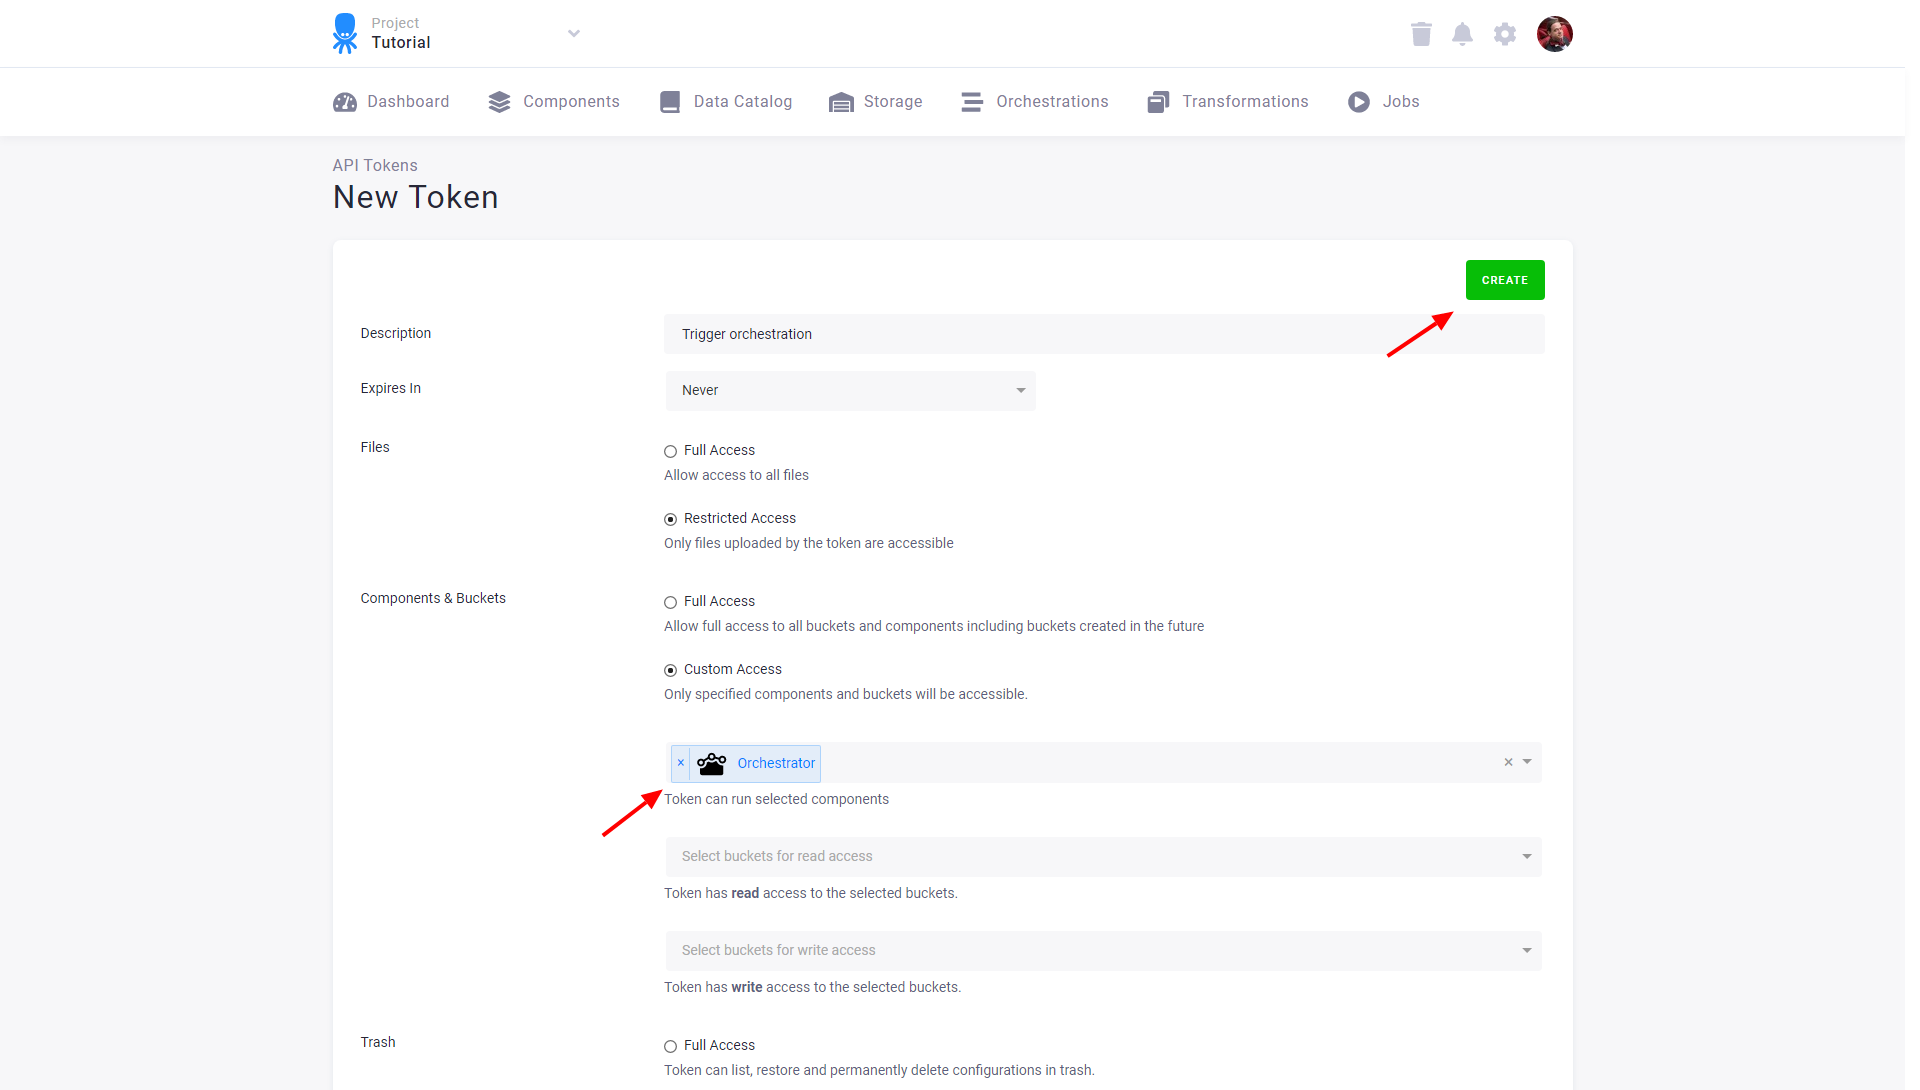 Project
Tutorial
Dashboard Components Data Catalog Storage Orchestrations Transformations Jobs
API Tokens
New Token
CREATE
Description Trigger orchestration
Expires In Never
Files Full Access
Allow access to all files
Restricted Access
Only files uploaded by the token are accessible
Components & Buckets Full Access
Allow full access to all buckets and components including buckets created in the future
Custom Access
Only specified components and buckets will be accessible.
× Orchestrator ×
Token can run selected components
Select buckets for read access
Token has read access to the selected buckets.
Select buckets for write access
Token has write access to the selected buckets.
Trash Full Access
Token can list, restore and permanently delete configurations in trash.